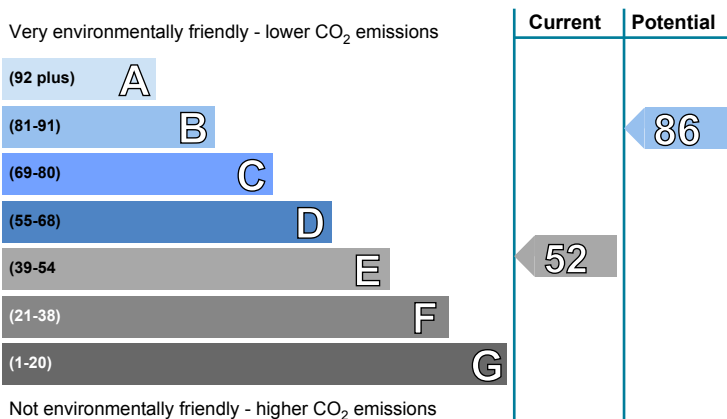 Very environmentally friendly - lower CO2 emissions
Current
Potential
(92 plus) A
(81-91) B
86
(69-80) C
(55-68) D
(39-54 E
52
(21-38) F
(1-20) G
Not environmentally friendly - higher CO2 emissions